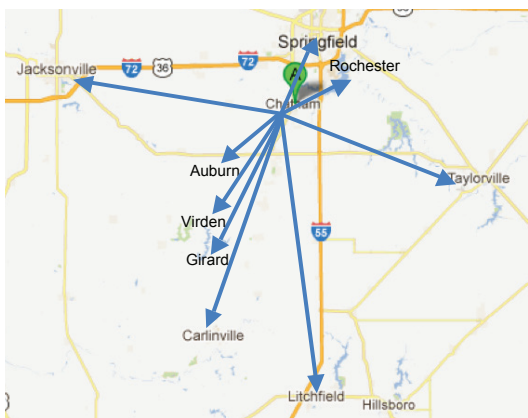 Springfield
Jacksonville
72
36
72
Rochester
A
Chatham
Auburn
Taylorville
Virden
55
Girard
Carlinville
Litchfield
Hillsboro